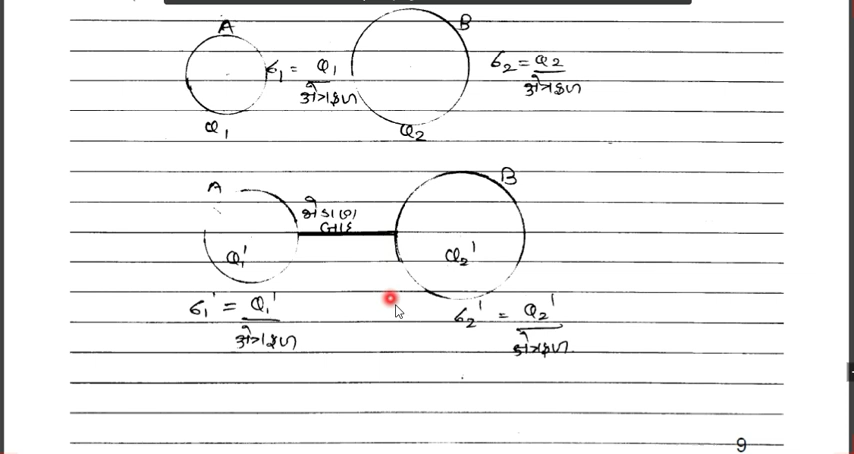 A
B
σ₁ = Q₁
ક્ષેત્રફળ
σ₂ = Q₂
ક્ષેત્રફળ
Q₁
Q₂
A
B
જોડાણ
બાદ
Q₁'
Q₂'
σ₁' = Q₁'
ક્ષેત્રફળ
σ₂' = Q₂'
ક્ષેત્રફળ
9